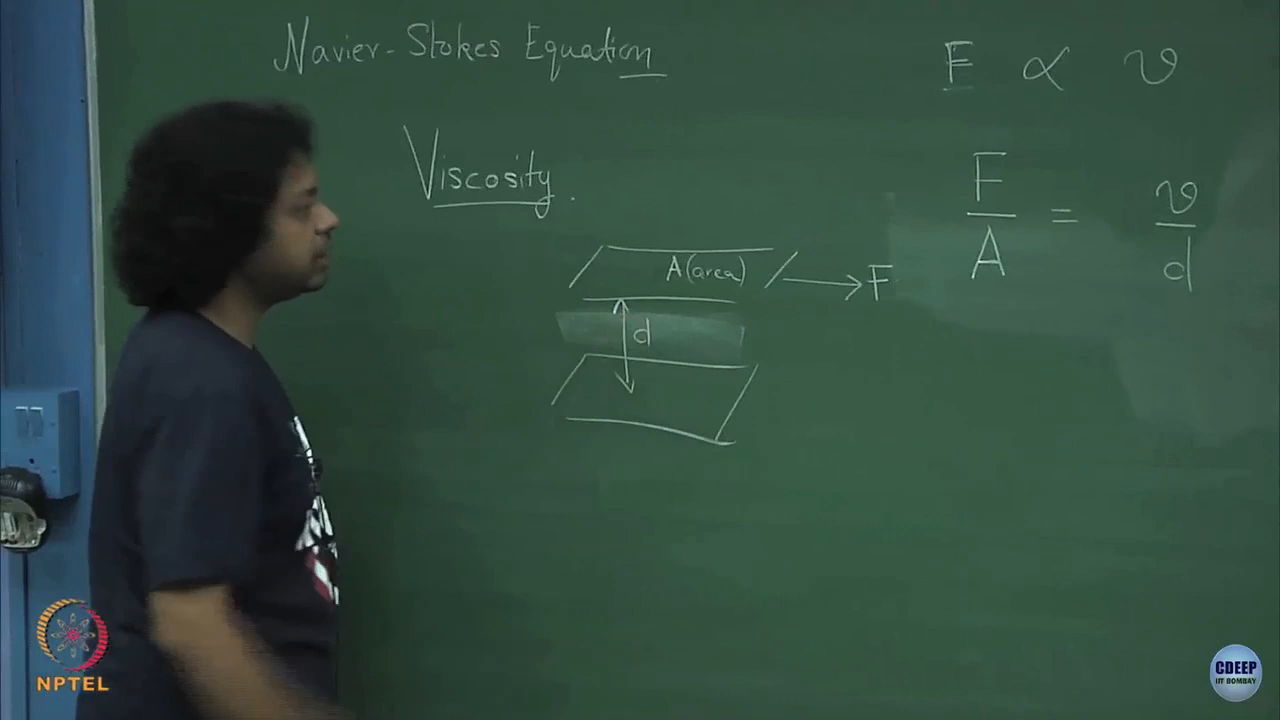 Navier-Stokes Equation
Viscosity.
A (area)
F
d
F ∝ v
F/A = v/d
NPTEL
CDEEP
IIT BOMBAY